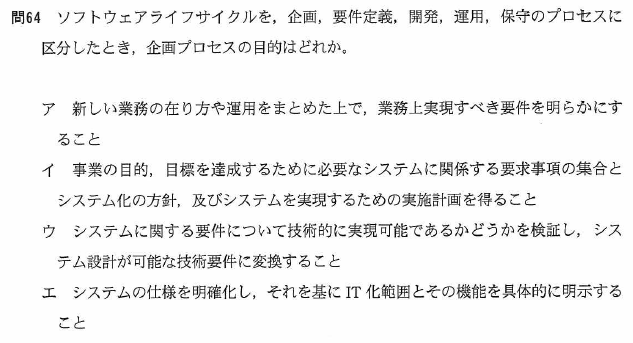 問64 ソフトウェアライフサイクルを，企画，要件定義，開発，運用，保守のプロセスに
区分したとき，企画プロセスの目的はどれか。
ア 新しい業務の在り方や運用をまとめた上で，業務上実現すべき要件を明らかにす
ること
イ 事業の目的，目標を達成するために必要なシステムに関係する要求事項の集合と
システム化の方針，及びシステムを実現するための実施計画を得ること
ウ システムに関する要件について技術的に実現可能であるかどうかを検証し，シス
テム設計が可能な技術要件に変換すること
エ システムの仕様を明確化し，それを基に IT 化範囲とその機能を具体的に明示する
こと